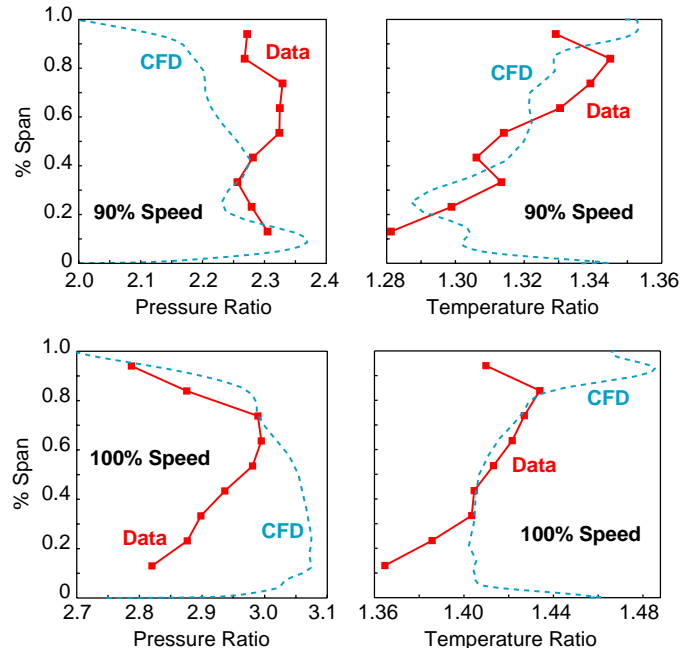 1.0
0.8
0.6
0.4
0.2
0
% Span
Data
CFD
90% Speed
2.0 2.1 2.2 2.3 2.4
Pressure Ratio
CFD
Data
90% Speed
1.28 1.30 1.32 1.34 1.36
Temperature Ratio
1.0
0.8
0.6
0.4
0.2
0
% Span
100% Speed
Data
CFD
2.7 2.8 2.9 3.0 3.1
Pressure Ratio
CFD
Data
100% Speed
1.36 1.40 1.44 1.48
Temperature Ratio